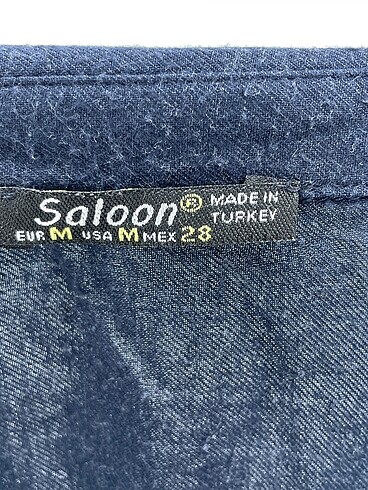 Saloon® MADE IN
TURKEY
EUR M USA M MEX 28